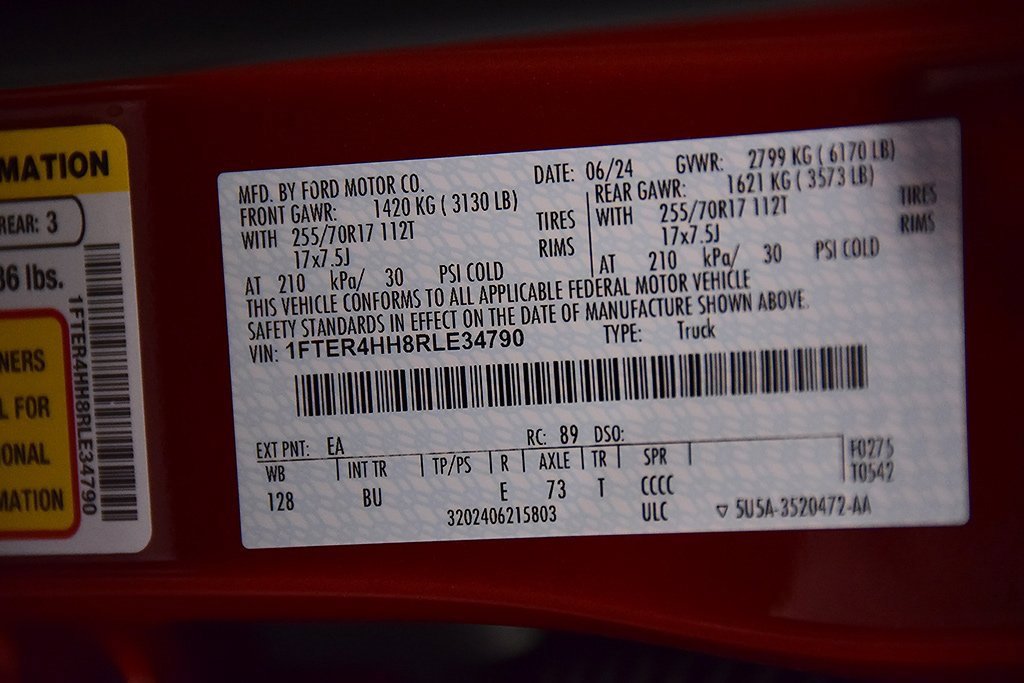 MATION
REAR: 3
36 lbs.
NERS
L FOR
ONAL
MATION
1FTER4HH8RLE34790
MFD. BY FORD MOTOR CO. DATE: 06/24 GVWR: 2799 KG ( 6170 LB)
FRONT GAWR: 1420 KG ( 3130 LB) REAR GAWR: 1621 KG ( 3573 LB)
WITH 255/70R17 112T TIRES WITH 255/70R17 112T TIRES
17x7.5J RIMS 17x7.5J RIMS
AT 210 kPa/ 30 PSI COLD AT 210 kPa/ 30 PSI COLD
THIS VEHICLE CONFORMS TO ALL APPLICABLE FEDERAL MOTOR VEHICLE
SAFETY STANDARDS IN EFFECT ON THE DATE OF MANUFACTURE SHOWN ABOVE.
VIN: 1FTER4HH8RLE34790 TYPE: Truck
EXT PNT: EA RC: 89 DSO:
WB INT TR TP/PS R AXLE TR SPR F0275
128 BU E 73 T CCCC T0542
3202406215803 ULC ▽ 5U5A-3520472-AA